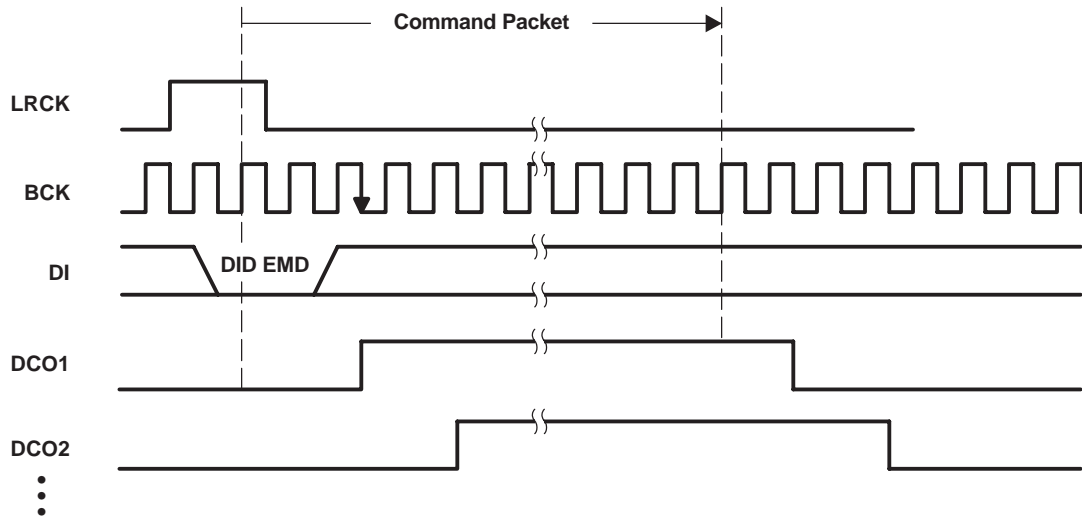 Command Packet
LRCK
BCK
DI
DID EMD
DCO1
DCO2